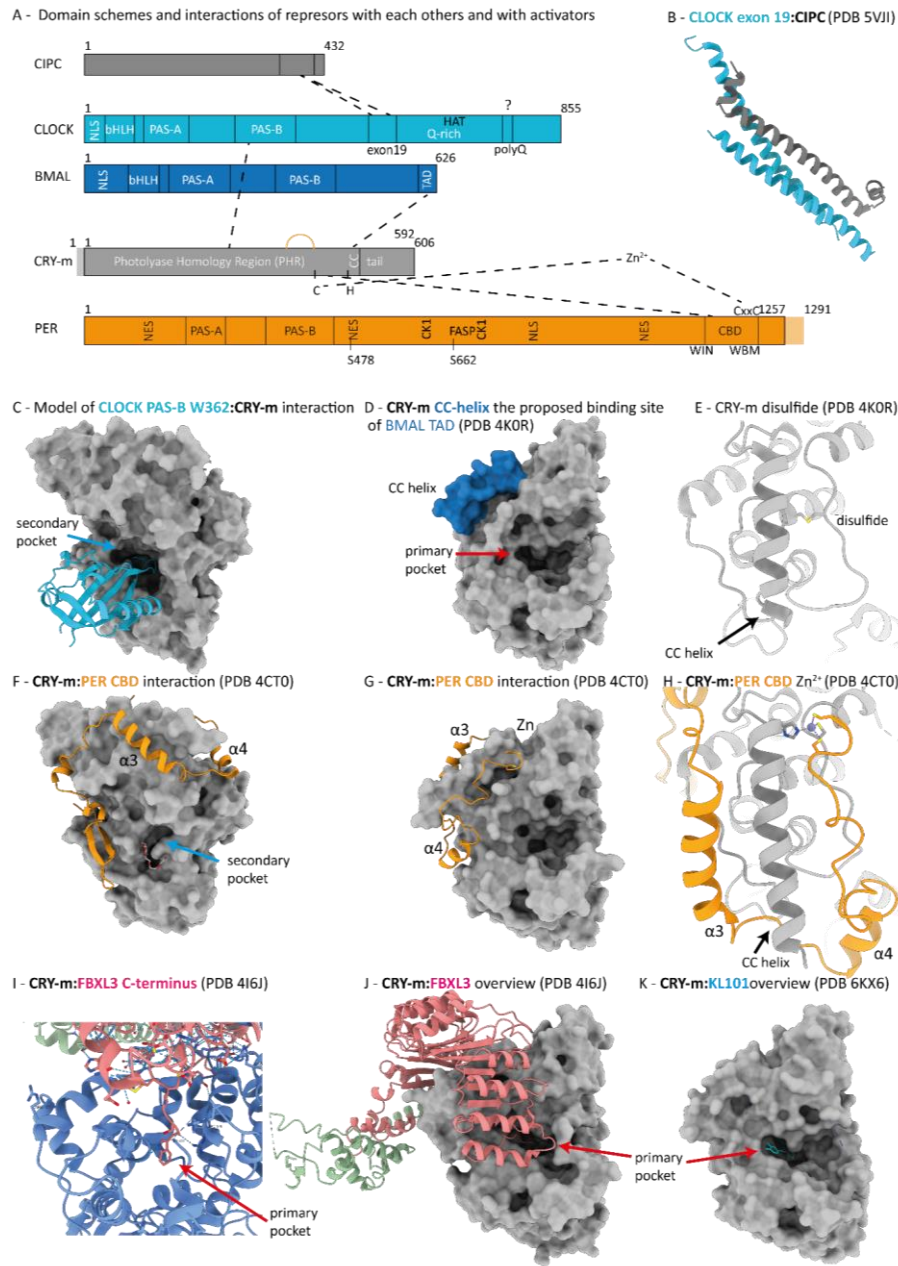 A - Domain schemes and interactions of represors with each others and with activators
B - CLOCK exon 19:CIPC (PDB 5VJI)
1 432
CIPC
1 HAT ? 855
CLOCK NLS bHLH PAS-A PAS-B Q-rich
exon19 polyQ
1 626
BMAL NLS bHLH PAS-A PAS-B TAD
592
1 1 606
CRY-m Photolyase Homology Region (PHR) CC tail
Zn²⁺
C H
CxxC
1 1257 1291
PER NES PAS-A PAS-B NES CK1 FASP CK1 NLS NES CBD
S478 S662 WIN WBM
C - Model of CLOCK PAS-B W362:CRY-m interaction
D - CRY-m CC-helix the proposed binding site
of BMAL TAD (PDB 4K0R)
E - CRY-m disulfide (PDB 4K0R)
secondary
pocket
CC helix
primary
pocket
disulfide
CC helix
F - CRY-m:PER CBD interaction (PDB 4CT0)
G - CRY-m:PER CBD interaction (PDB 4CT0)
H - CRY-m:PER CBD Zn²⁺ (PDB 4CT0)
α3
α4
secondary
pocket
α3
Zn
α4
α3
CC helix
α4
I - CRY-m:FBXL3 C-terminus (PDB 4I6J)
J - CRY-m:FBXL3 overview (PDB 4I6J)
K - CRY-m:KL101overview (PDB 6KX6)
primary
pocket
primary
pocket